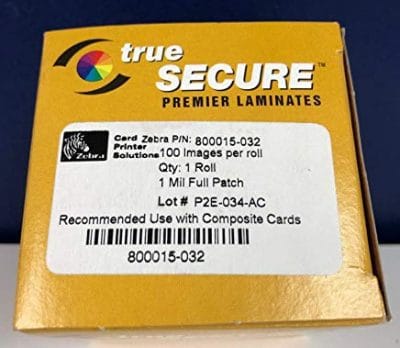 true
SECURE™
PREMIER LAMINATES
Zebra
Card
Printer
Solutions
Zebra P/N: 800015-032
100 Images per roll
Qty: 1 Roll
1 Mil Full Patch
Lot # P2E-034-AC
Recommended Use with Composite Cards
800015-032